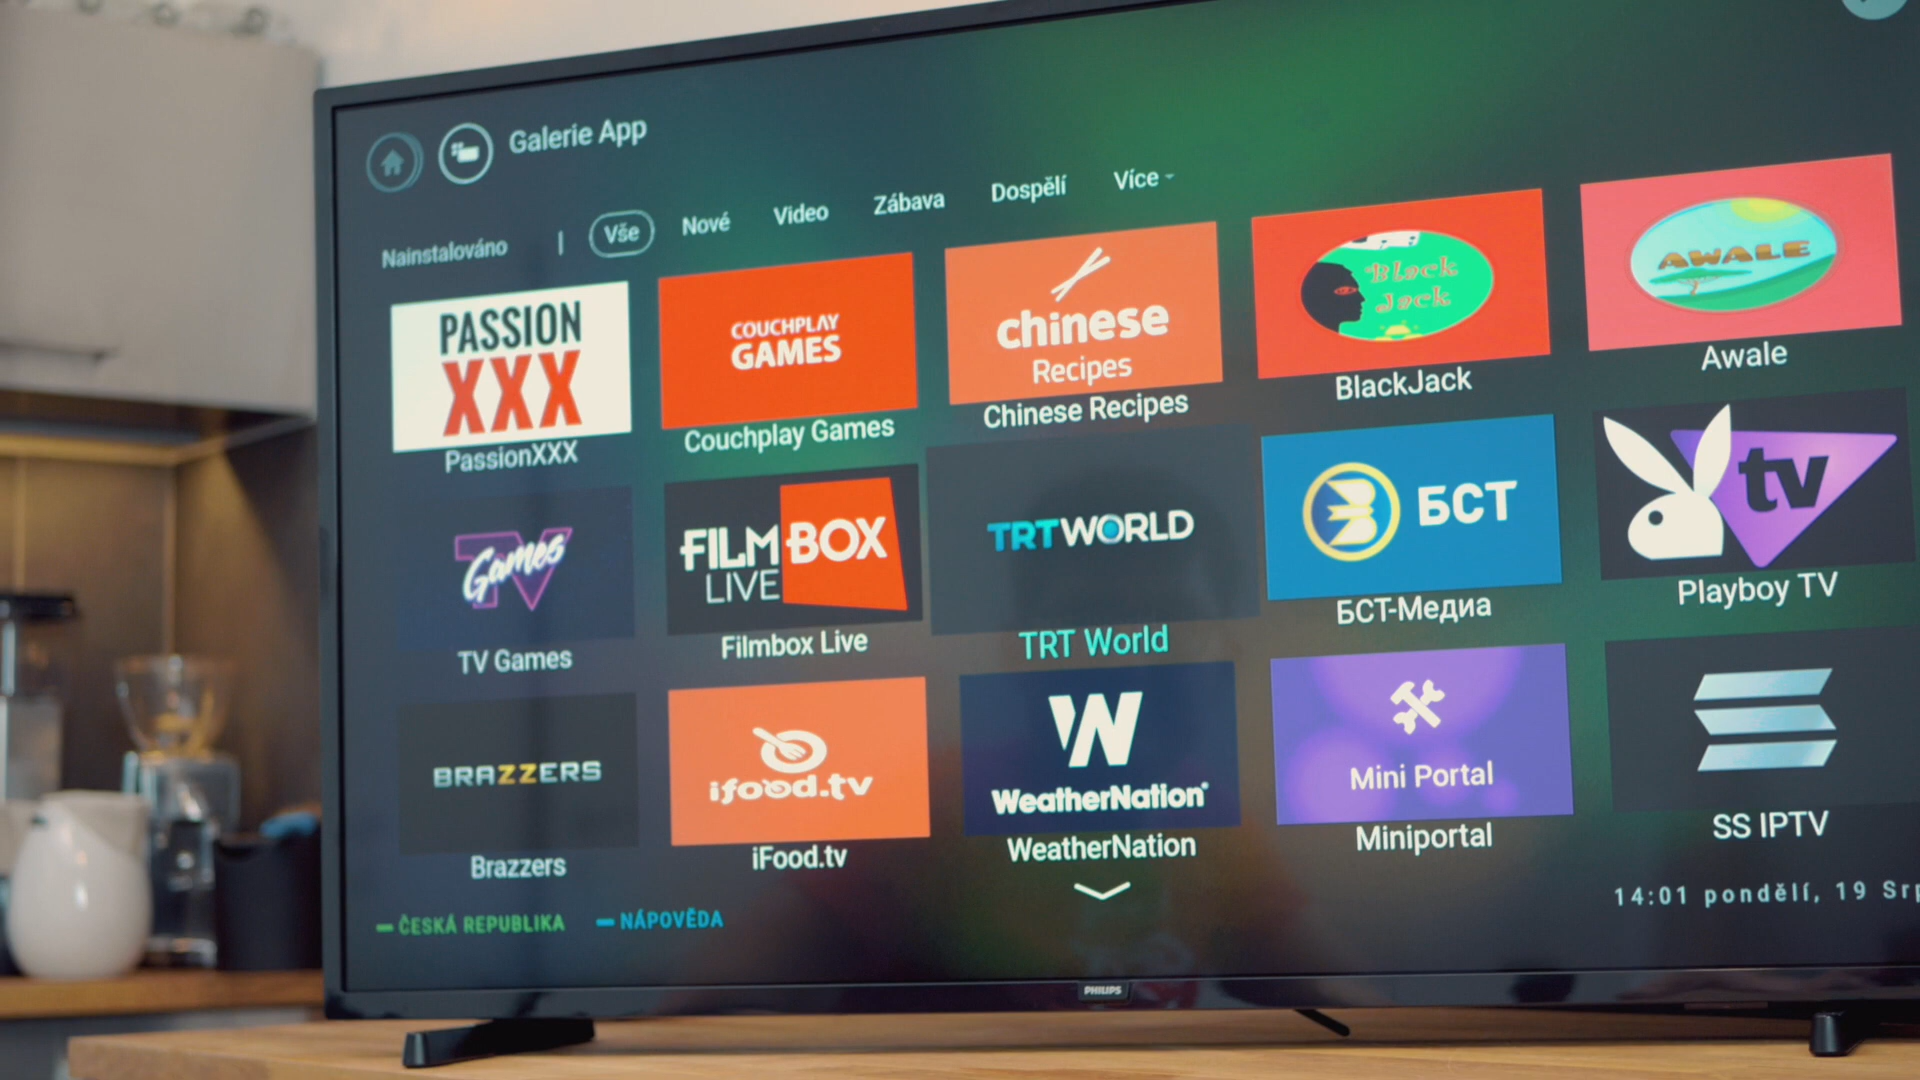 Galerie App
Nainstalováno | Vše Nové Video Zábava Dospělí Více
PASSION
XXX
PassionXXX
COUCHPLAY
GAMES
Couchplay Games
chinese
Recipes
Chinese Recipes
Black
Jack
BlackJack
AWALE
Awale
Games
TV
TV Games
FILMBOX
LIVE
Filmbox Live
TRTWORLD
TRT World
БСТ
БСТ-Медиа
tv
Playboy TV
BRAZZERS
Brazzers
ifood.tv
iFood.tv
W
WeatherNation
WeatherNation
Mini Portal
Miniportal
SS IPTV
ČESKÁ REPUBLIKA NÁPOVĚDA
14:01 pondělí, 19 Srp
PHILIPS